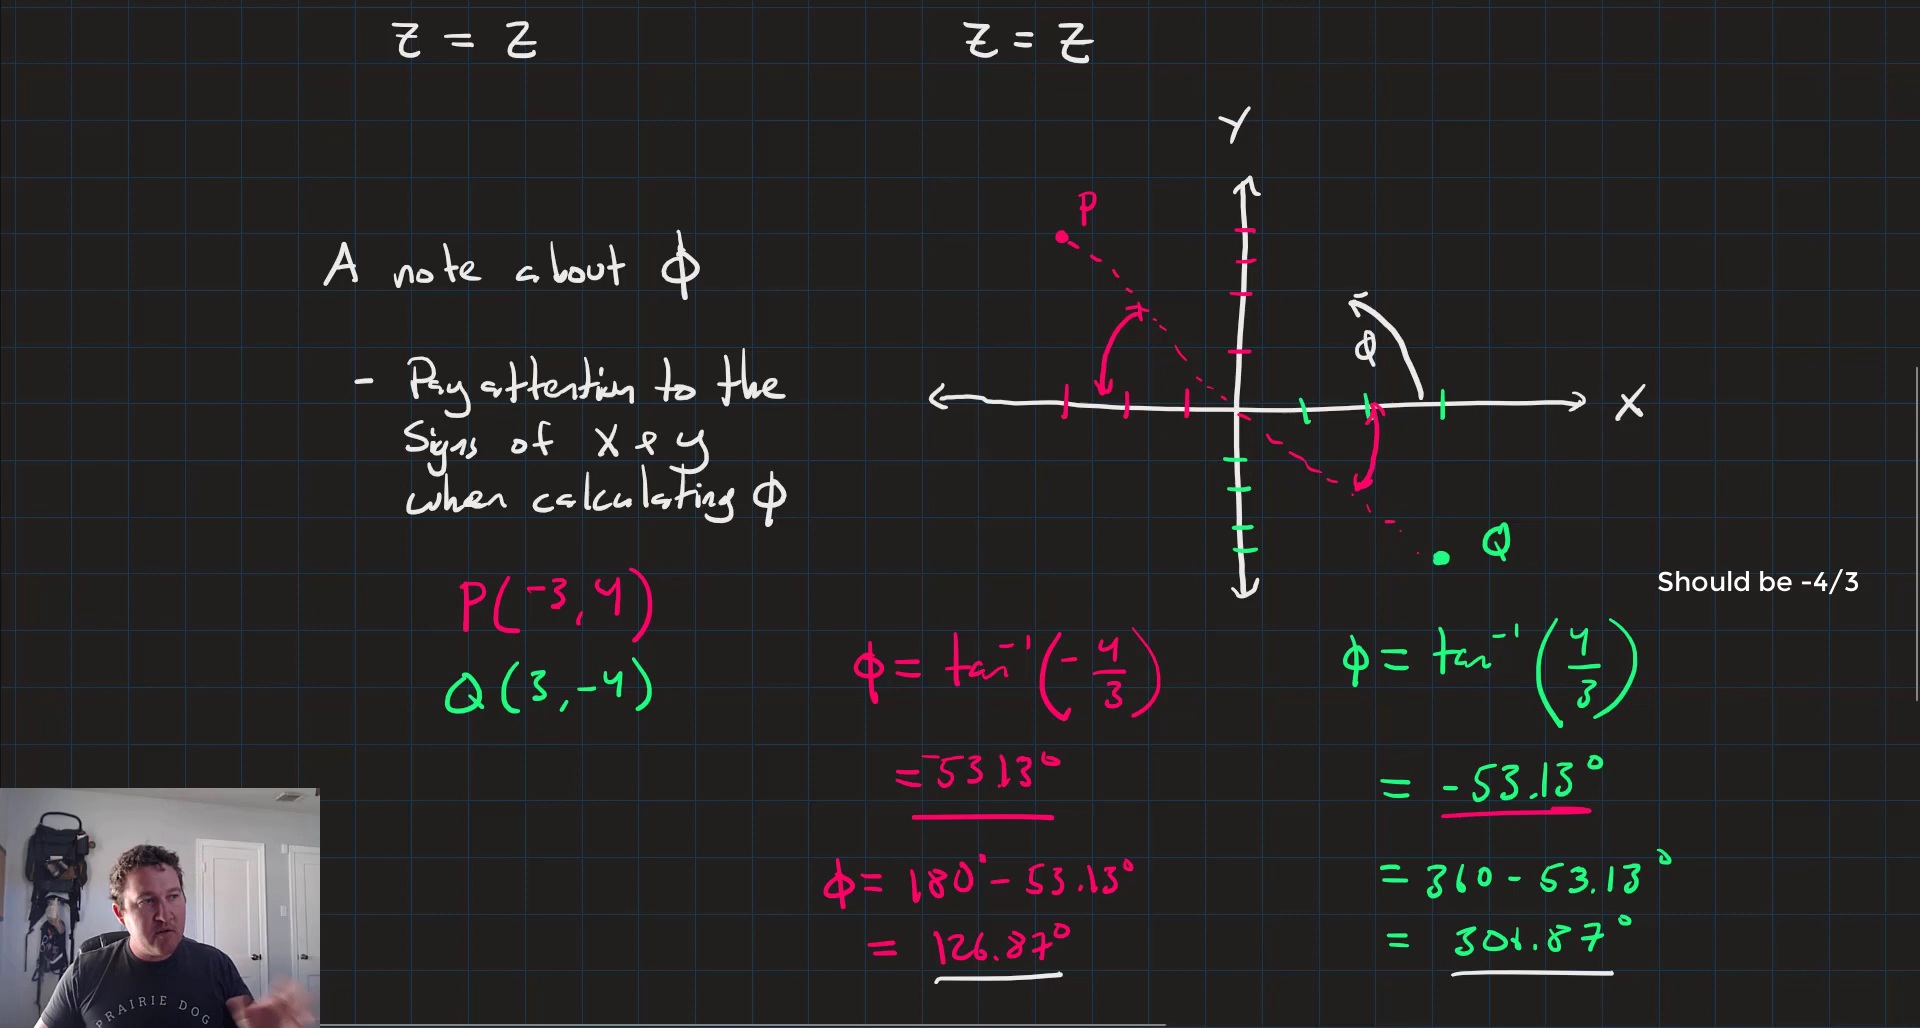 z = z
z = z
Y
P
A note about ϕ
- Pay attention to the
signs of x & y
when calculating ϕ
ϕ
X
Q
Should be -4/3
P(-3,4)
Q(3,-4)
ϕ = tan⁻¹(-4/3)
ϕ = tan⁻¹(4/3)
= -53.13°
= -53.13°
ϕ = 180° - 53.13°
= 360 - 53.13°
= 126.87°
= 306.87°
PRAIRIE DOG